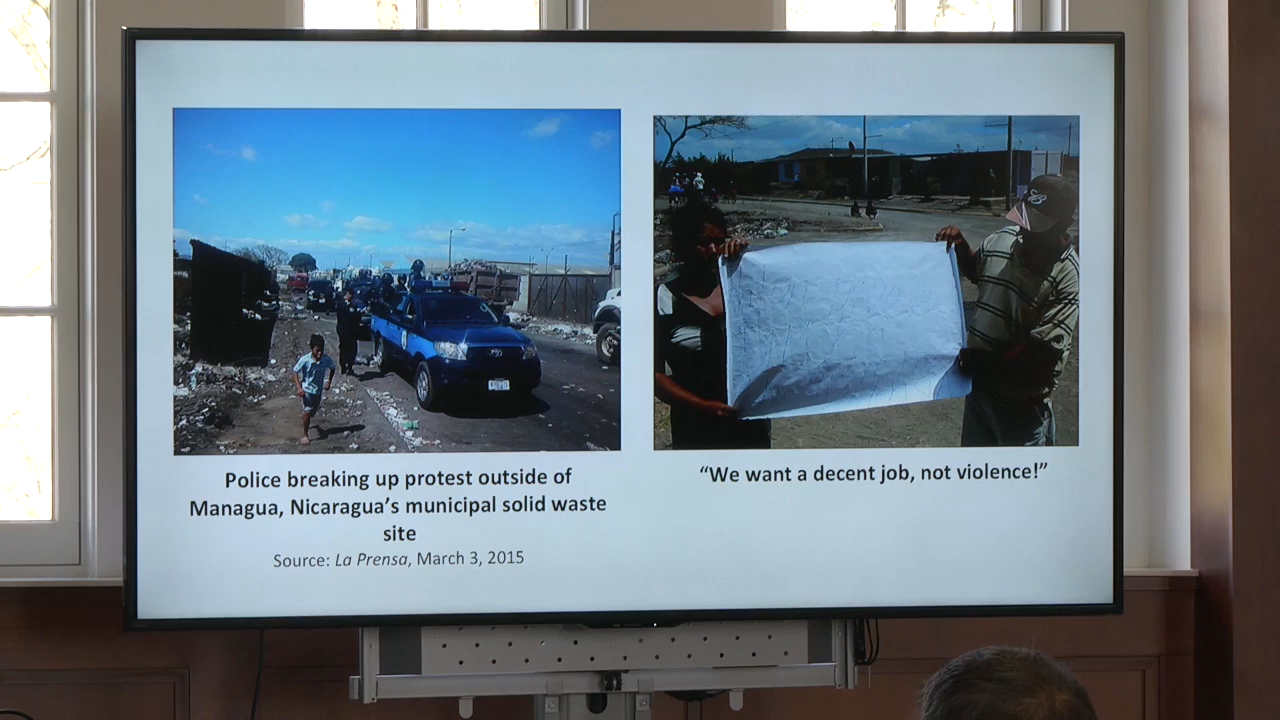 Police breaking up protest outside of
Managua, Nicaragua’s municipal solid waste
site
Source: La Prensa, March 3, 2015
“We want a decent job, not violence!”